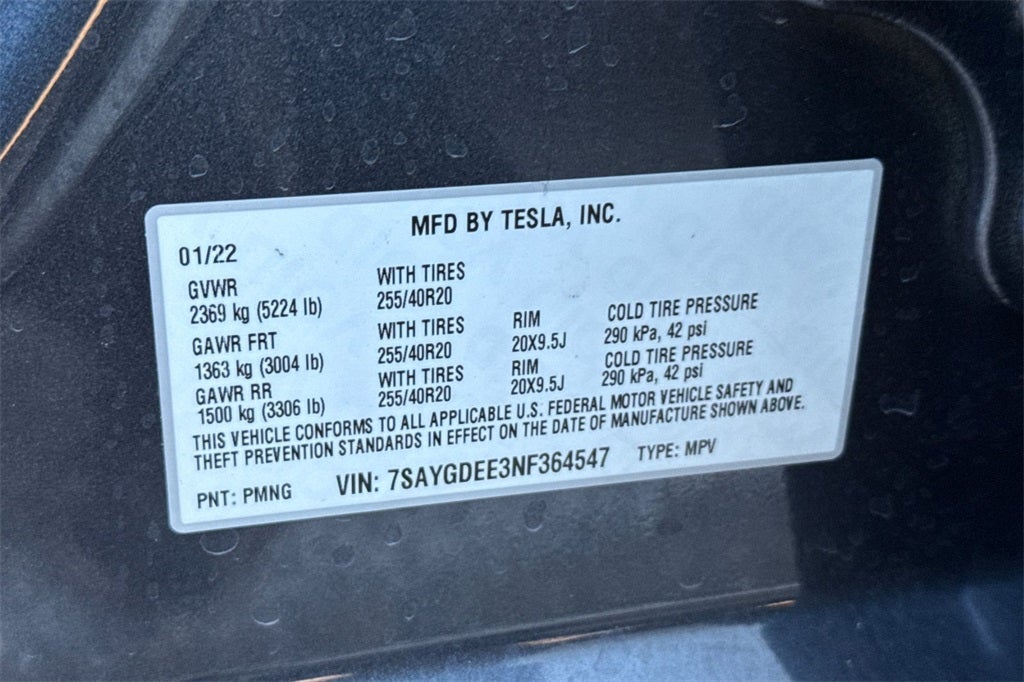 MFD BY TESLA, INC.
01/22
GVWR WITH TIRES
2369 kg (5224 lb) 255/40R20
GAWR FRT WITH TIRES RIM COLD TIRE PRESSURE
1363 kg (3004 lb) 255/40R20 20X9.5J 290 kPa, 42 psi
GAWR RR WITH TIRES RIM COLD TIRE PRESSURE
1500 kg (3306 lb) 255/40R20 20X9.5J 290 kPa, 42 psi
THIS VEHICLE CONFORMS TO ALL APPLICABLE U.S. FEDERAL MOTOR VEHICLE SAFETY AND
THEFT PREVENTION STANDARDS IN EFFECT ON THE DATE OF MANUFACTURE SHOWN ABOVE.
PNT: PMNG VIN: 7SAYGDEE3NF364547 TYPE: MPV